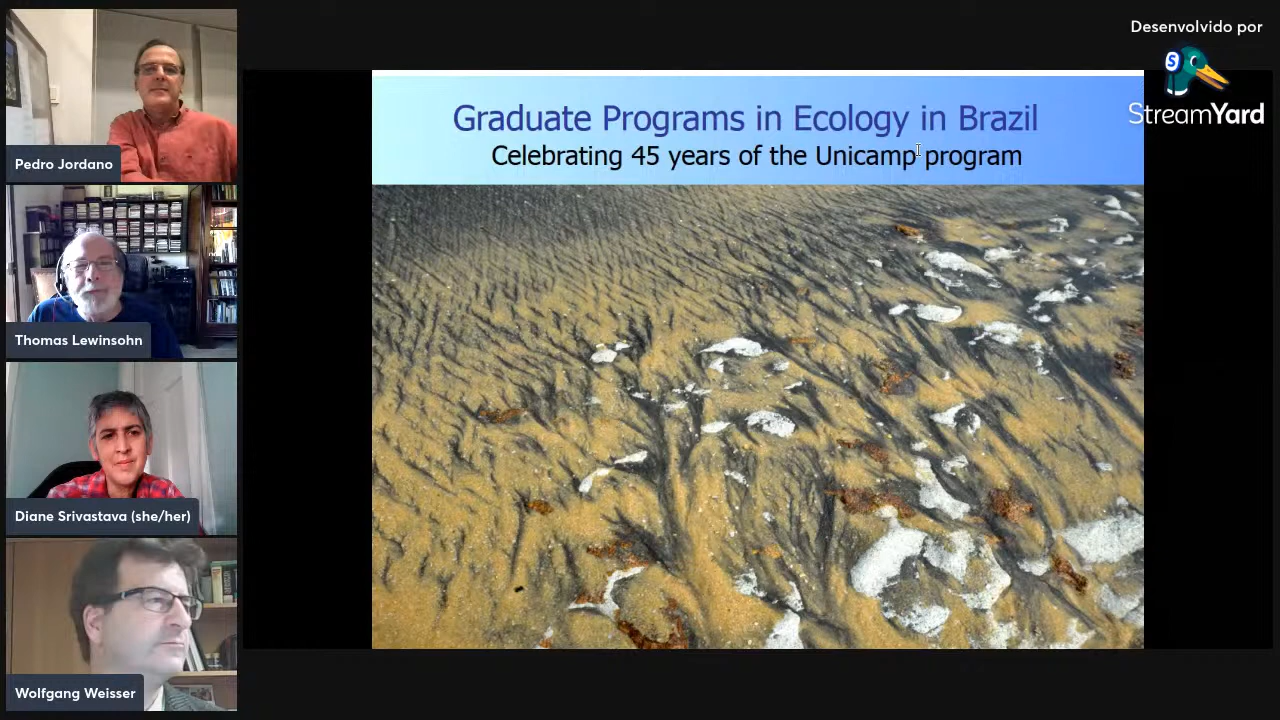 Desenvolvido por
S
StreamYard
Graduate Programs in Ecology in Brazil
Celebrating 45 years of the Unicamp program
Pedro Jordano
Thomas Lewinsohn
Diane Srivastava (she/her)
Wolfgang Weisser